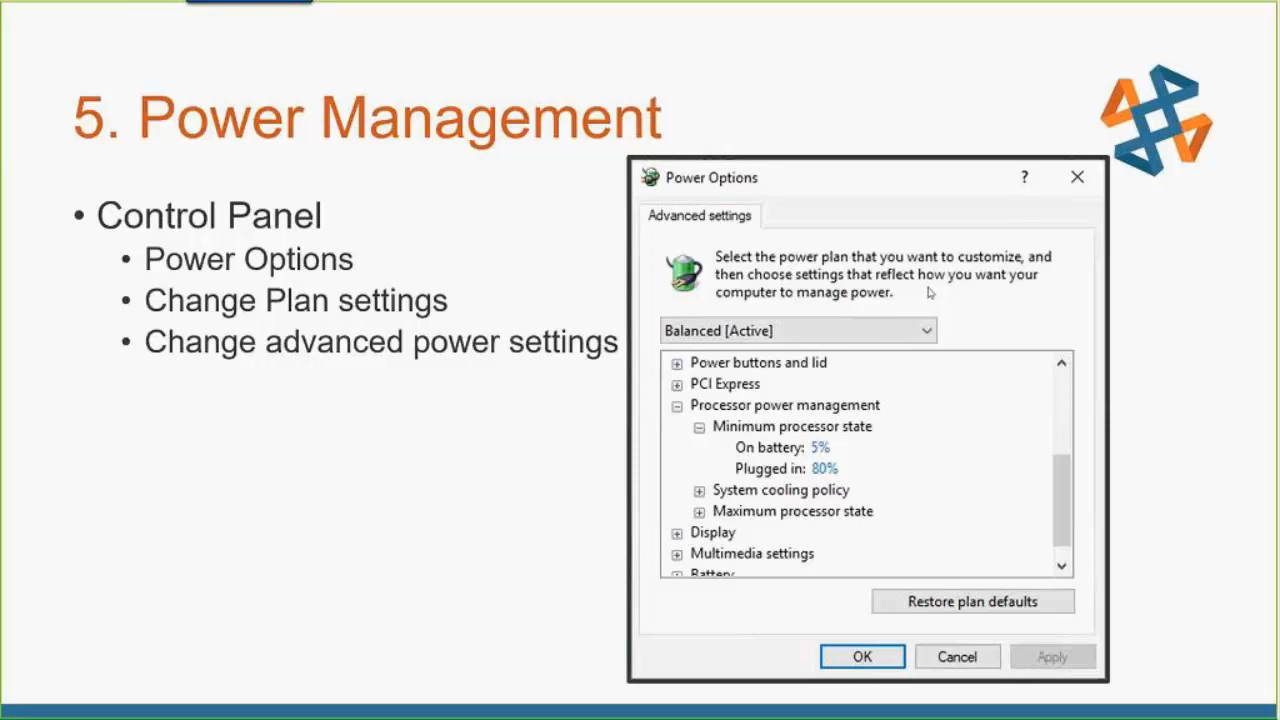 5. Power Management
• Control Panel
• Power Options
• Change Plan settings
• Change advanced power settings
Power Options
?
Advanced settings
Select the power plan that you want to customize, and
then choose settings that reflect how you want your
computer to manage power.
Balanced [Active]
Power buttons and lid
PCI Express
Processor power management
Minimum processor state
On battery: 5%
Plugged in: 80%
System cooling policy
Maximum processor state
Display
Multimedia settings
Battery
Restore plan defaults
OK
Cancel
Apply